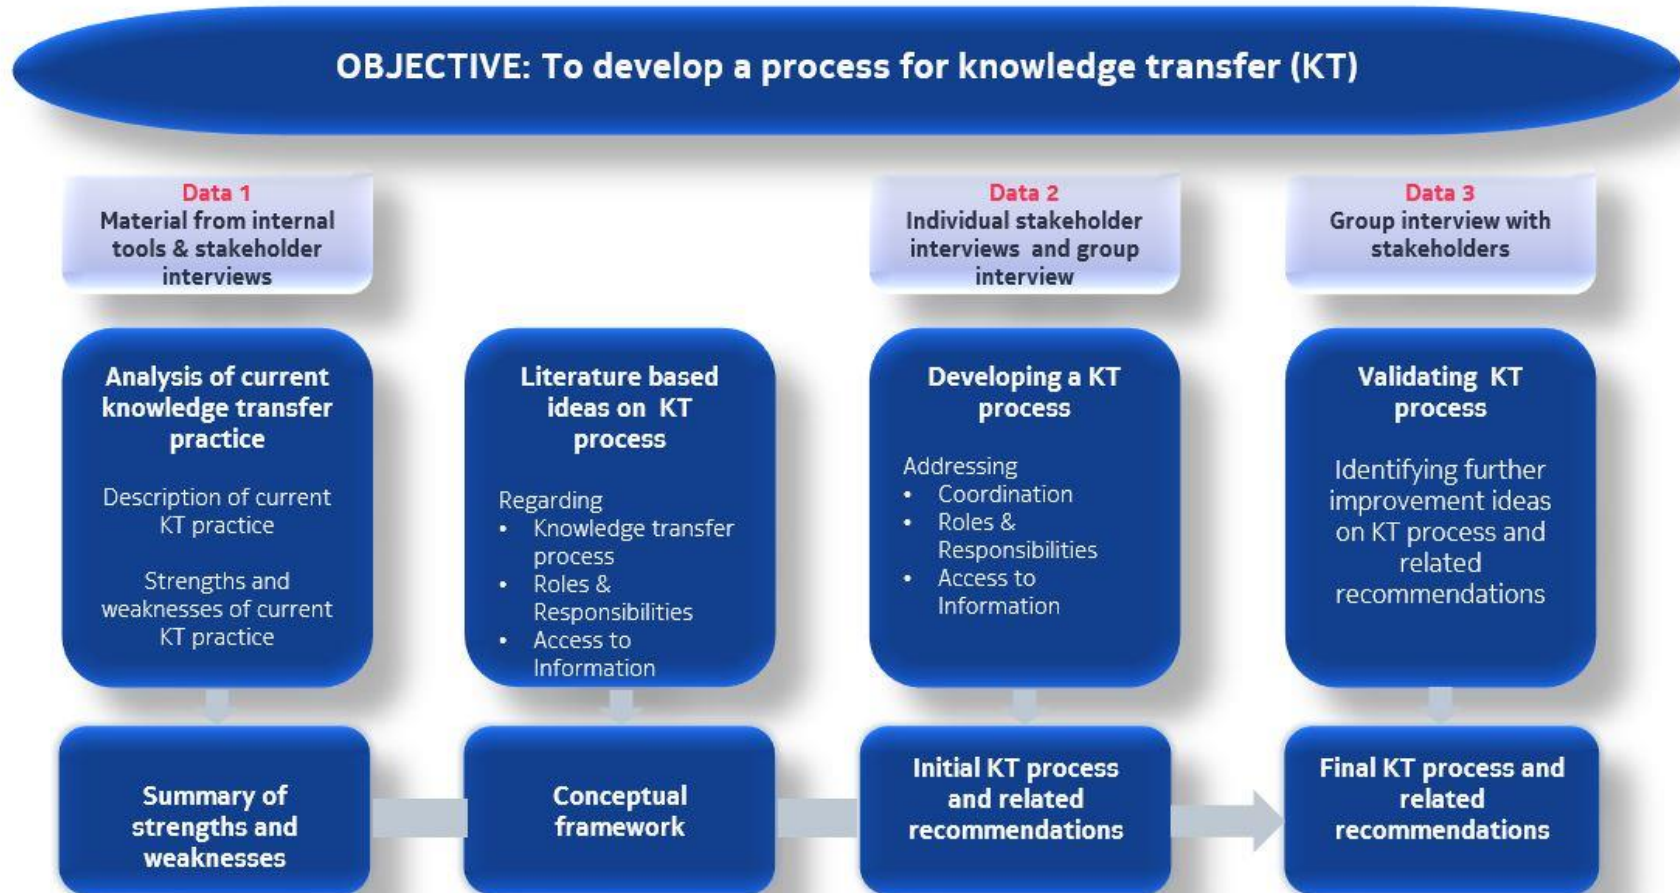 OBJECTIVE: To develop a process for knowledge transfer (KT)
Data 1
Material from internal
tools & stakeholder
interviews
Data 2
Individual stakeholder
interviews and group
interview
Data 3
Group interview with
stakeholders
Analysis of current
knowledge transfer
practice
Description of current
KT practice
Strengths and
weaknesses of current
KT practice
Literature based
ideas on KT
process
Regarding
• Knowledge transfer
process
• Roles &
Responsibilities
• Access to
Information
Developing a KT
process
Addressing
• Coordination
• Roles &
Responsibilities
• Access to
Information
Validating KT
process
Identifying further
improvement ideas
on KT process and
related
recommendations
Summary of
strengths and
weaknesses
Conceptual
framework
Initial KT process
and related
recommendations
Final KT process and
related
recommendations